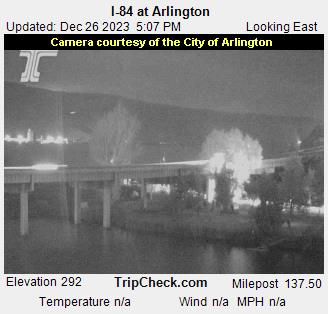 I-84 at Arlington
Updated: Dec 26 2023 5:07 PM Looking East
Camera courtesy of the City of Arlington
Elevation 292 TripCheck.com Milepost 137.50
Temperature n/a Wind n/a MPH n/a